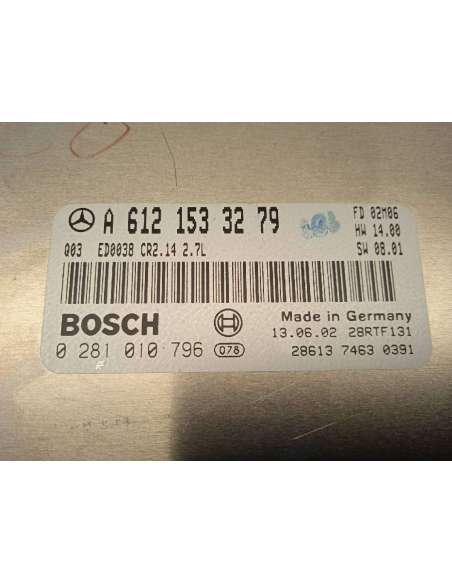 A 612 153 32 79
FD 02M06
HW 14.00
Q03 ED0038 CR2.14 2.7L
SW 08.01
BOSCH
Made in Germany
13.06.02 28RTF131
0 281 010 796 078
28613 7463 0391